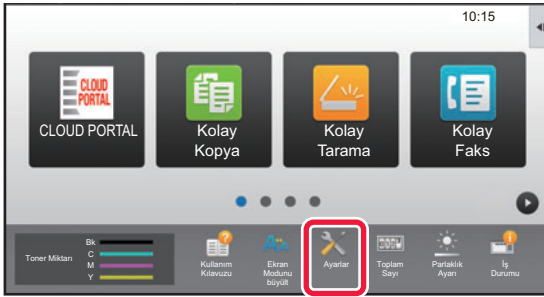 10:15
CLOUD
PORTAL
CLOUD PORTAL
Kolay
Kopya
Kolay
Tarama
Kolay
Faks
Toner Miktarı
Bk
C
M
Y
Kullanım
Kılavuzu
Ekran
Modunu
büyült
Ayarlar
Toplam
Sayı
Parlaklık
Ayarı
İş
Durumu